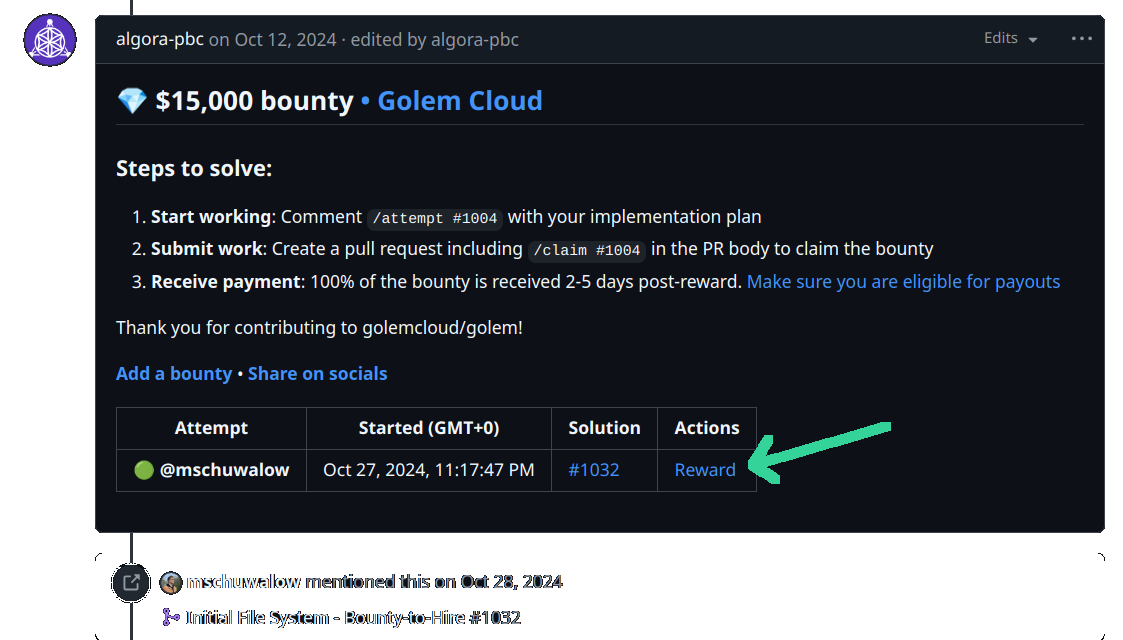 algora-pbc on Oct 12, 2024 · edited by algora-pbc Edits
💎 $15,000 bounty • Golem Cloud
Steps to solve:
1. Start working: Comment /attempt #1004 with your implementation plan
2. Submit work: Create a pull request including /claim #1004 in the PR body to claim the bounty
3. Receive payment: 100% of the bounty is received 2-5 days post-reward. Make sure you are eligible for payouts
Thank you for contributing to golemcloud/golem!
Add a bounty • Share on socials
Attempt Started (GMT+0) Solution Actions
🟢 @mschuwalow Oct 27, 2024, 11:17:47 PM #1032 Reward
mschuwalow mentioned this on Oct 28, 2024
Initial File System - Bounty-to-Hire #1032